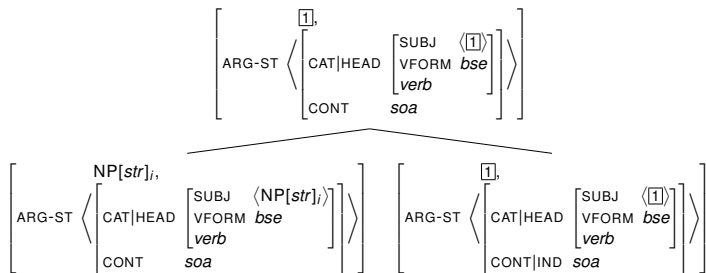 [1],
SUBJ ⟨[1]⟩
ARG-ST ⟨ CAT|HEAD VFORM bse ⟩
verb
CONT soa
NP[str]i,
SUBJ ⟨NP[str]i⟩
ARG-ST ⟨ CAT|HEAD VFORM bse ⟩
verb
CONT soa
[1],
SUBJ ⟨[1]⟩
ARG-ST ⟨ CAT|HEAD VFORM bse ⟩
verb
CONT|IND soa